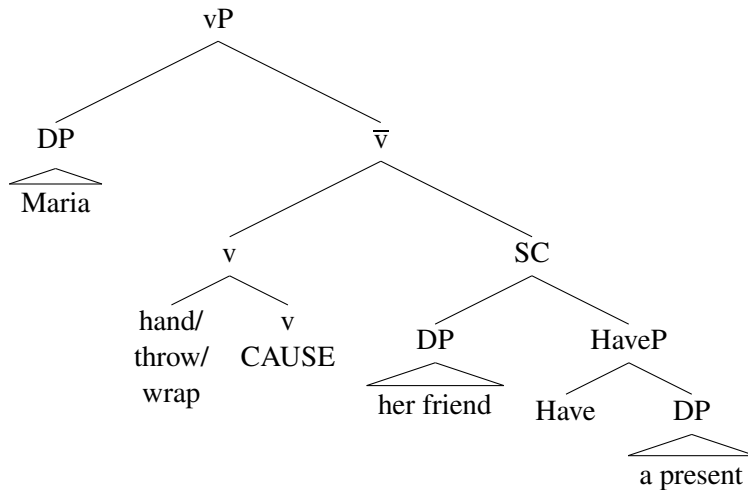 vP
DP
v̅
Maria
v
SC
hand/
throw/
wrap
v
CAUSE
DP
HaveP
her friend
Have
DP
a present